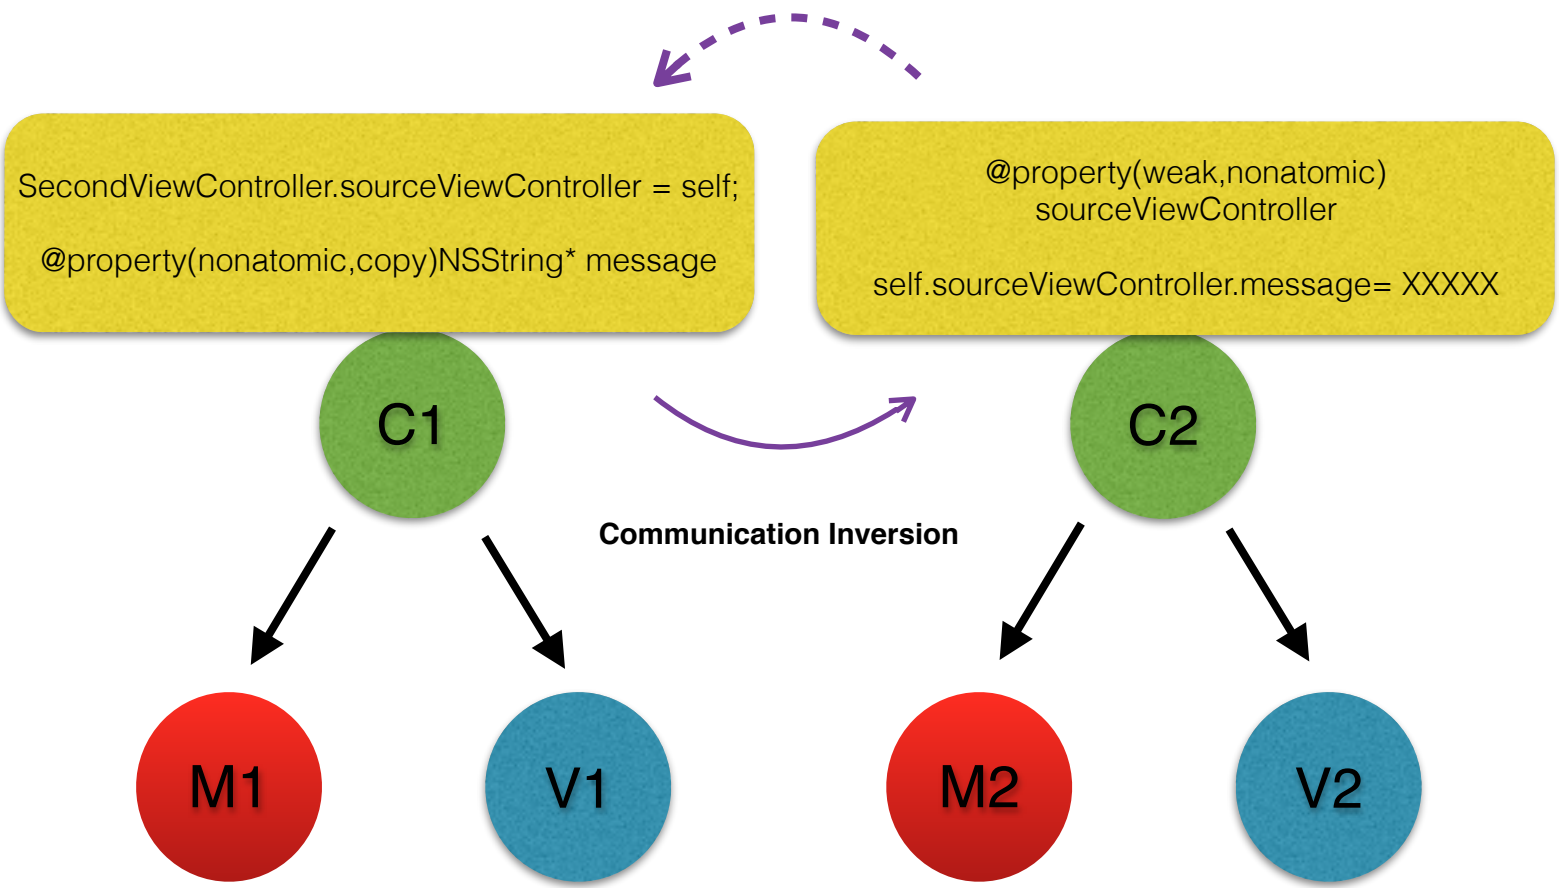 SecondViewController.sourceViewController = self;
@property(nonatomic,copy)NSString* message
@property(weak,nonatomic)
sourceViewController
self.sourceViewController.message= XXXXX
C1
C2
Communication Inversion
M1
V1
M2
V2